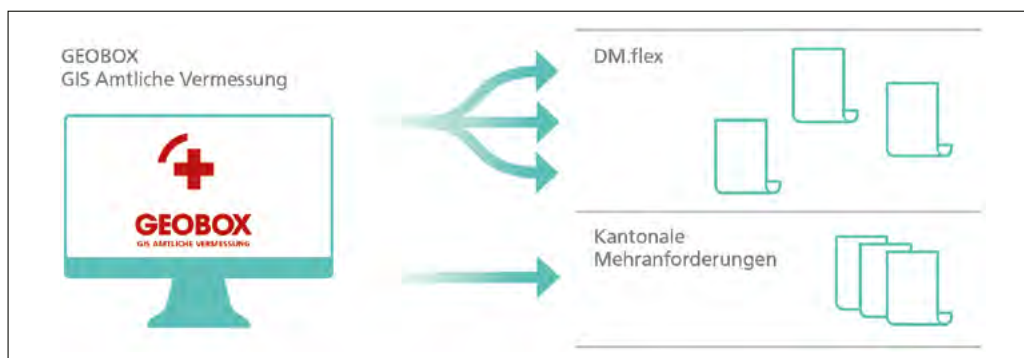 GEOBOX
GIS Amtliche Vermessung
GEOBOX
GIS AMTLICHE VERMESSUNG
DM.flex
Kantonale
Mehranforderungen